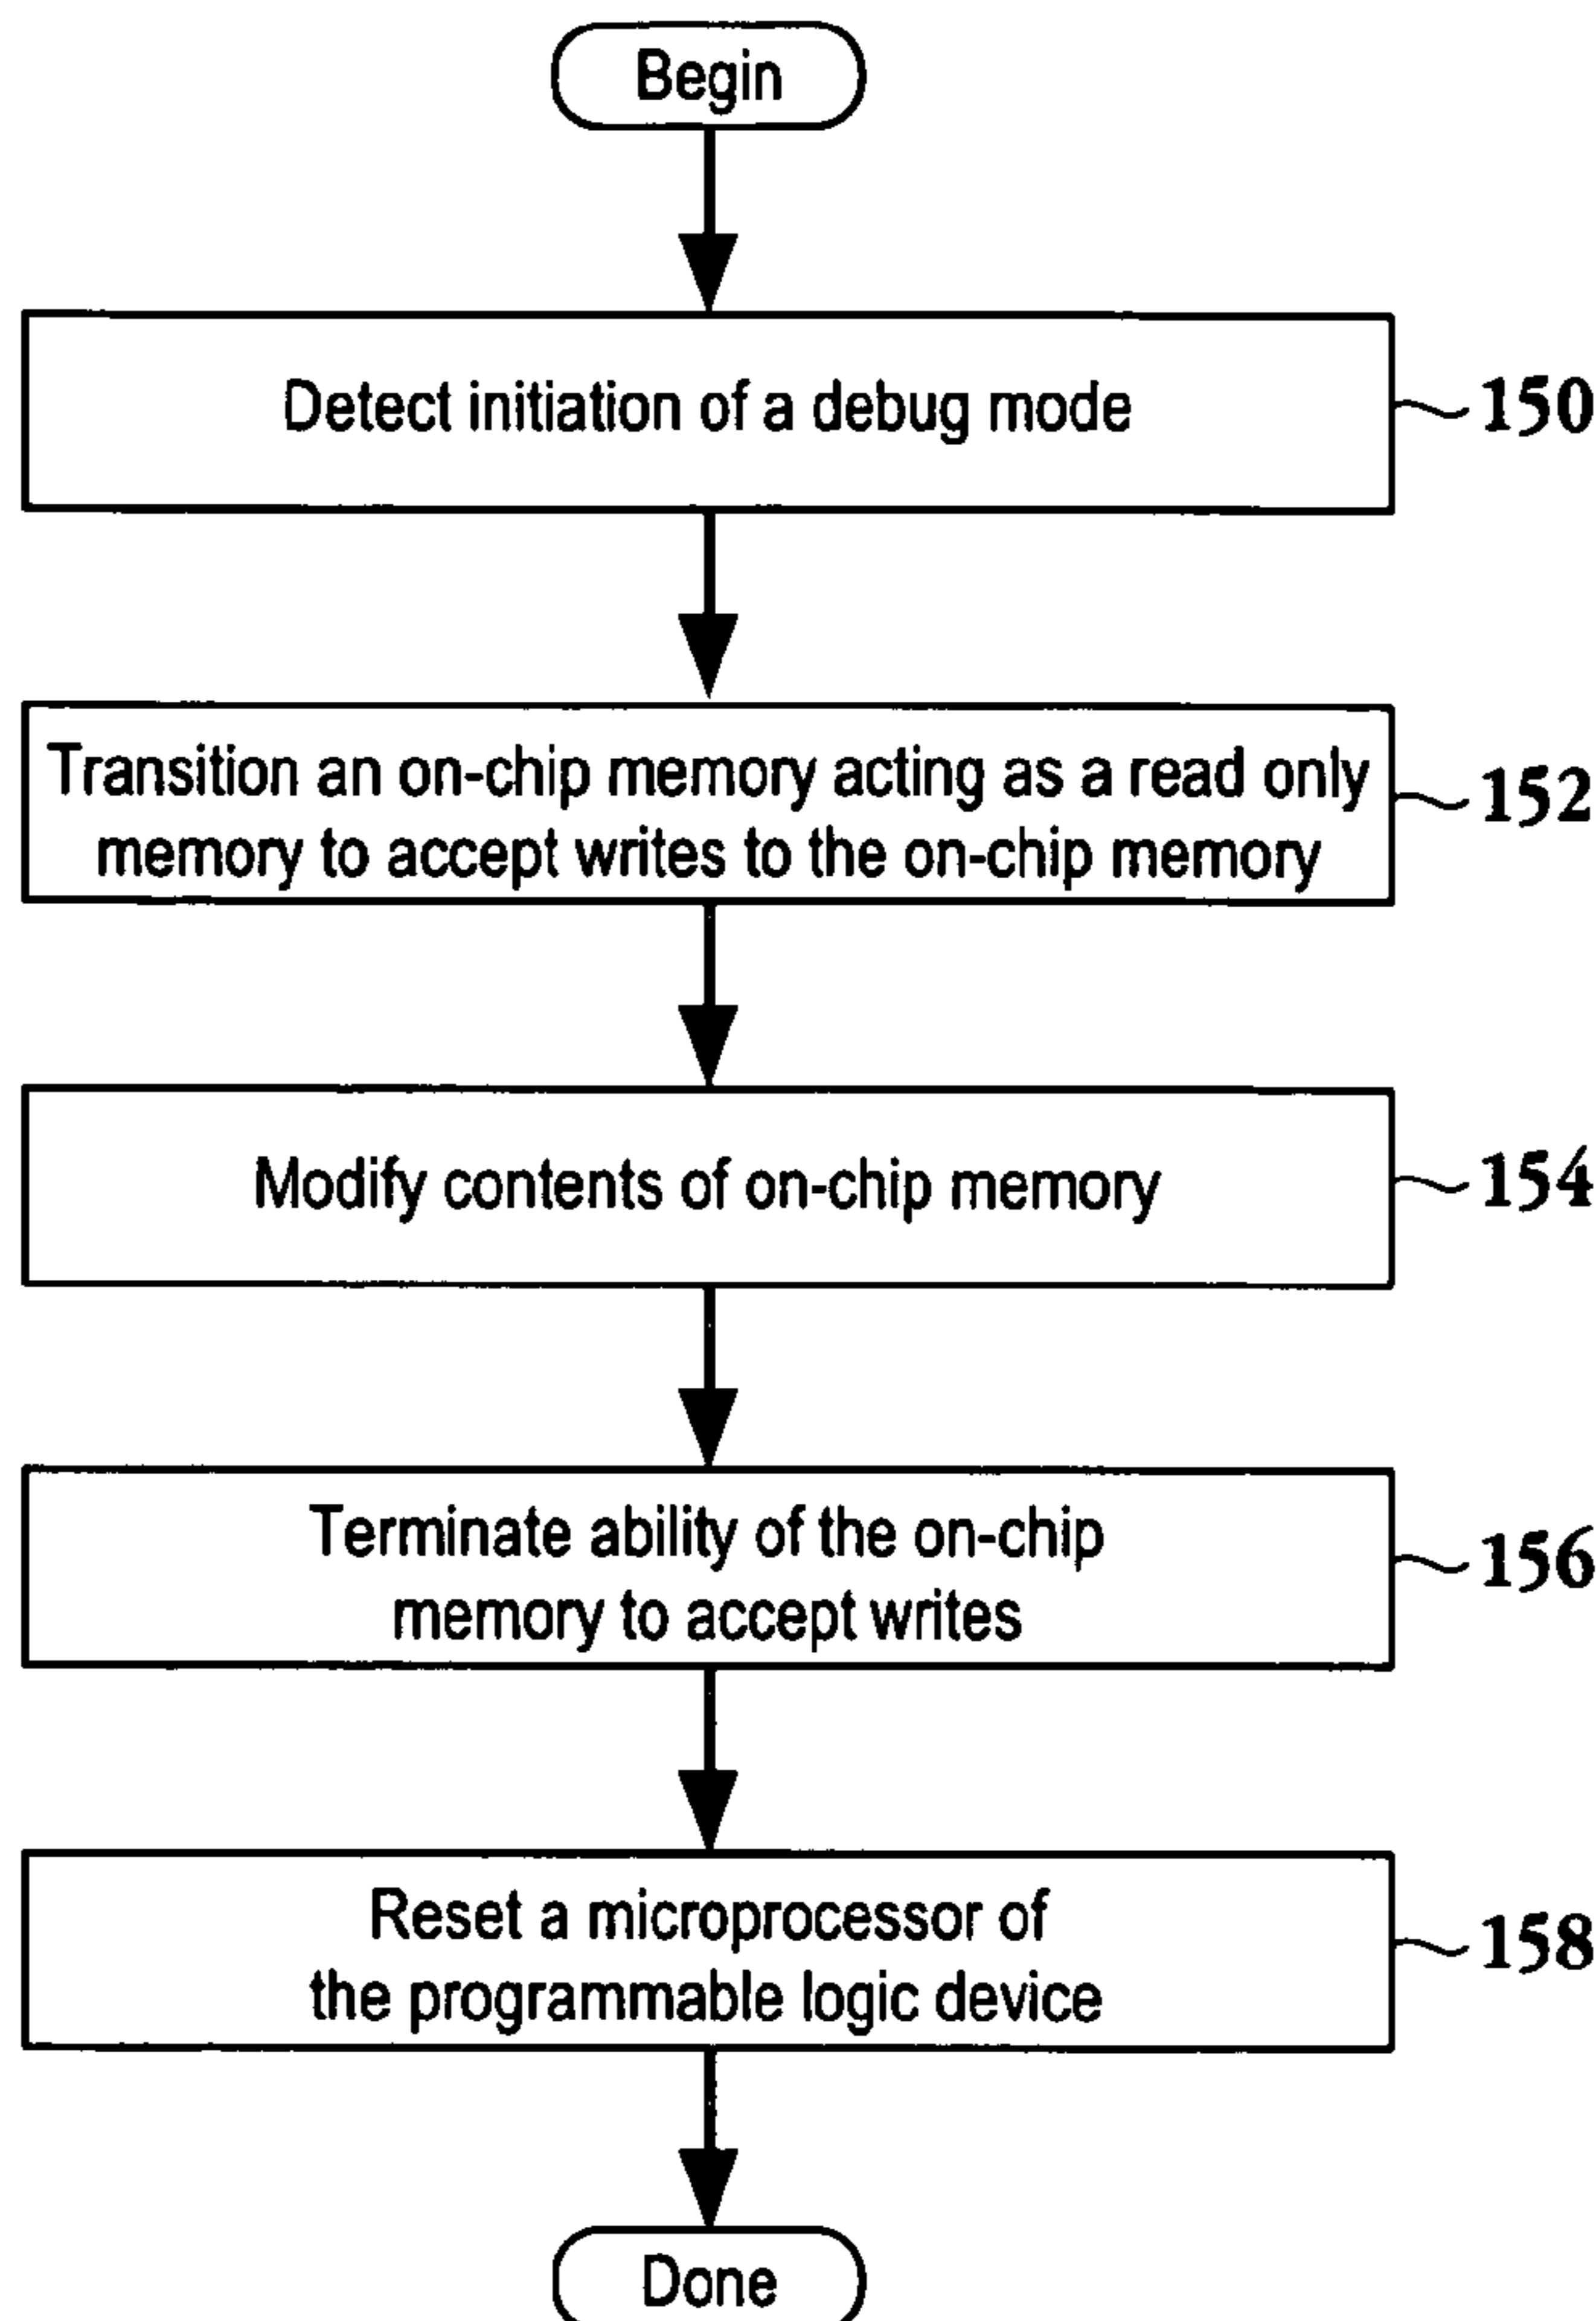 Begin
Detect initiation of a debug mode
150
Transition an on-chip memory acting as a read only
memory to accept writes to the on-chip memory
152
Modify contents of on-chip memory
154
Terminate ability of the on-chip
memory to accept writes
156
Reset a microprocessor of
the programmable logic device
158
Done